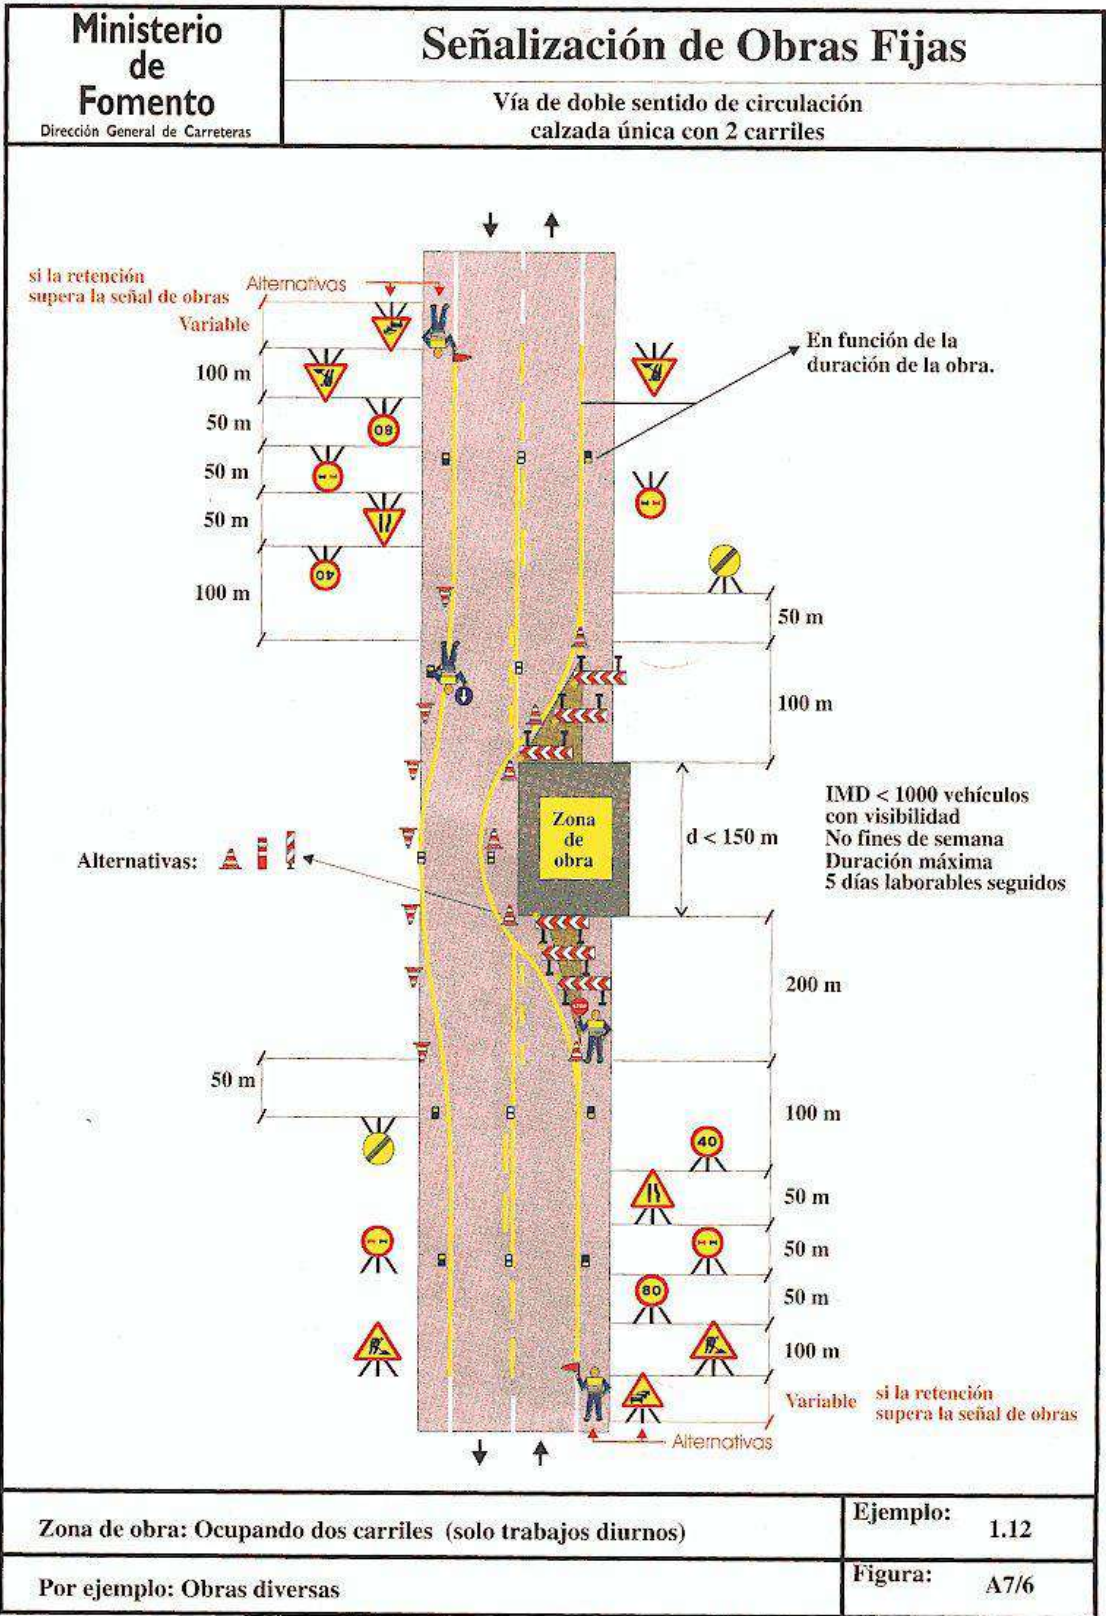 Ministerio
de
Fomento
Dirección General de Carreteras
Señalización de Obras Fijas
Vía de doble sentido de circulación
calzada única con 2 carriles
si la retención
supera la señal de obras
Alternativas
Variable
100 m
50 m
50 m
50 m
100 m
80
40
En función de la
duración de la obra.
50 m
100 m
Zona
de
obra
d < 150 m
IMD < 1000 vehículos
con visibilidad
No fines de semana
Duración máxima
5 días laborables seguidos
Alternativas:
STOP
200 m
50 m
100 m
40
50 m
50 m
80
50 m
100 m
Variable
si la retención
supera la señal de obras
Alternativas
Zona de obra: Ocupando dos carriles (solo trabajos diurnos)
Ejemplo:
1.12
Por ejemplo: Obras diversas
Figura:
A7/6